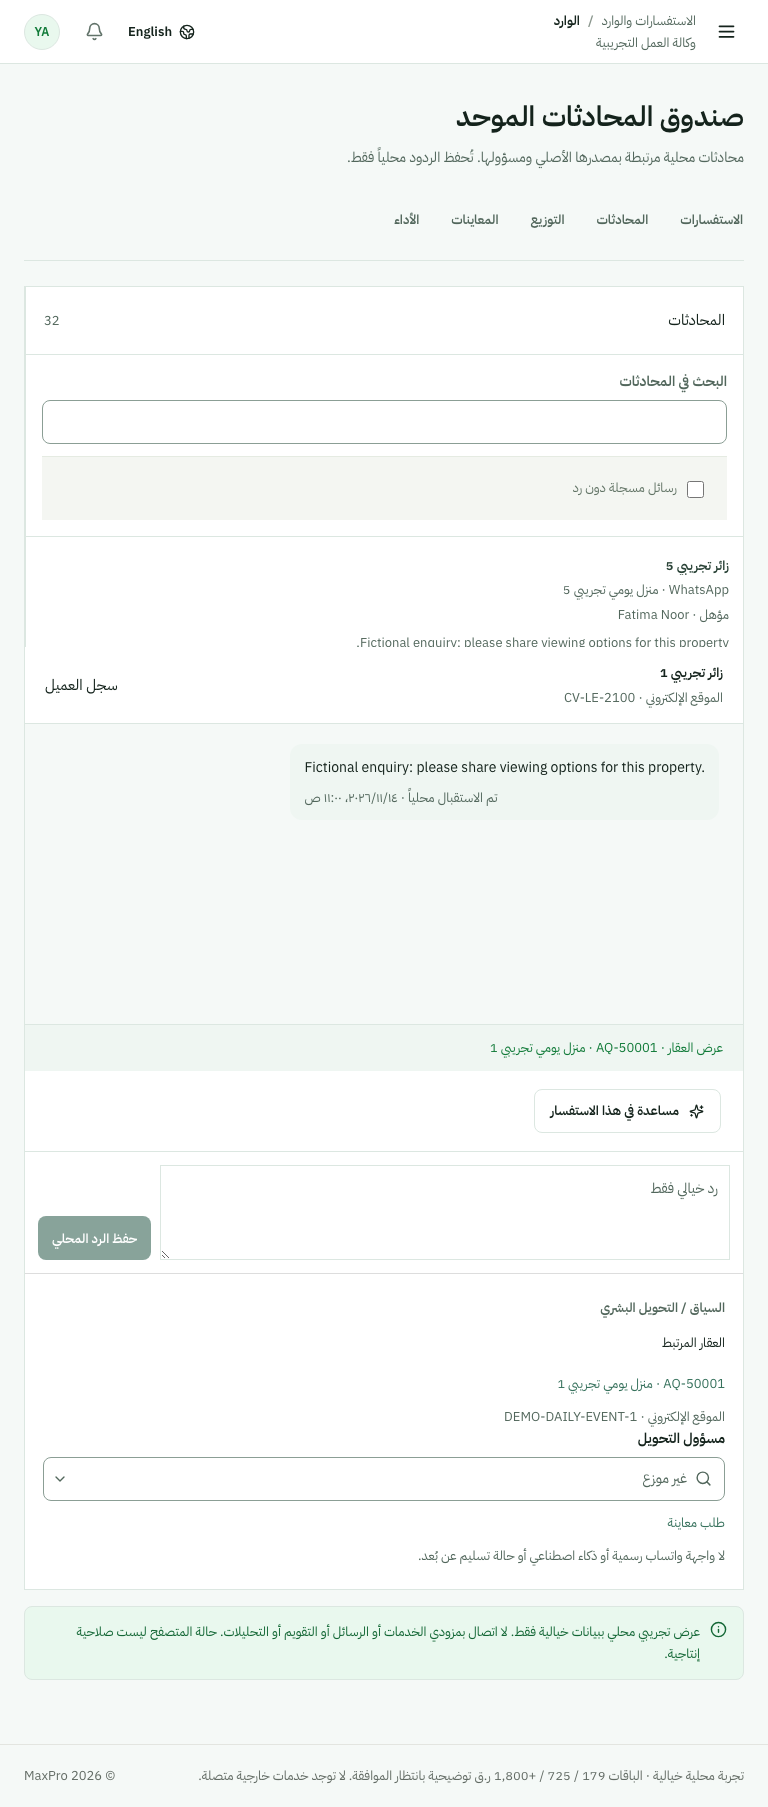 الاستفسارات والوارد / الوارد
وكالة العمل التجريبية
English
YA
صندوق المحادثات الموحد
محادثات محلية مرتبطة بمصدرها الأصلي ومسؤولها. تُحفظ الردود محلياً فقط.
الاستفسارات المحادثات التوزيع المعاينات الأداء
المحادثات 32
البحث في المحادثات
رسائل مسجلة دون رد
زائر تجريبي 5
WhatsApp · منزل يومي تجريبي 5
مؤهل · Fatima Noor
Fictional enquiry: please share viewing options for this property.
زائر تجريبي 1
الموقع الإلكتروني · CV-LE-2100
سجل العميل
Fictional enquiry: please share viewing options for this property.
تم الاستقبال محلياً · ١٤‏/١١‏/٢٠٢٦، ١١:٠٠ ص
عرض العقار · AQ-50001 · منزل يومي تجريبي 1
مساعدة في هذا الاستفسار
رد خيالي فقط
حفظ الرد المحلي
السياق / التحويل البشري
العقار المرتبط
AQ-50001 · منزل يومي تجريبي 1
الموقع الإلكتروني · DEMO-DAILY-EVENT-1
مسؤول التحويل
غير موزع
طلب معاينة
لا واجهة واتساب رسمية أو ذكاء اصطناعي أو حالة تسليم عن بُعد.
عرض تجريبي محلي ببيانات خيالية فقط. لا اتصال بمزودي الخدمات أو الرسائل أو التقويم أو التحليلات. حالة المتصفح ليست صلاحية
إنتاجية.
تجربة محلية خيالية · الباقات 179 / 725 / +1,800 ر.ق توضيحية بانتظار الموافقة. لا توجد خدمات خارجية متصلة.
© 2026 MaxPro